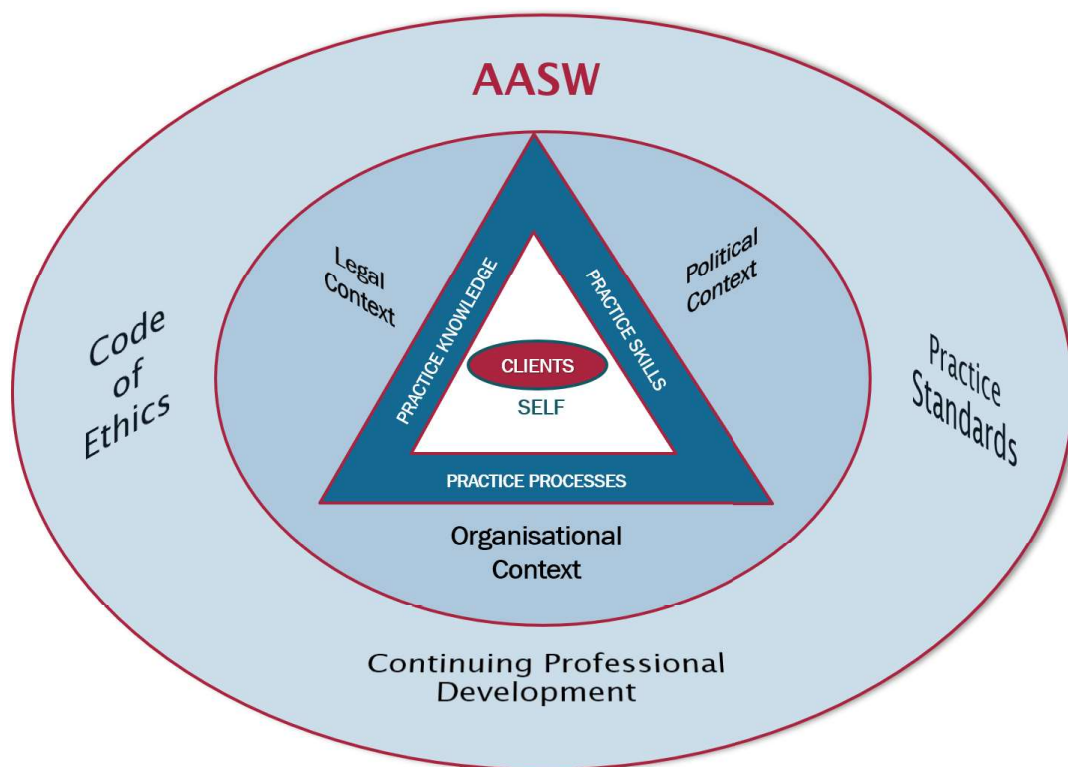 AASW
Legal
Context
Political
Context
Code
of
Ethics
PRACTICE KNOWLEDGE
PRACTICE SKILLS
Practice
Standards
CLIENTS
SELF
PRACTICE PROCESSES
Organisational
Context
Continuing Professional
Development